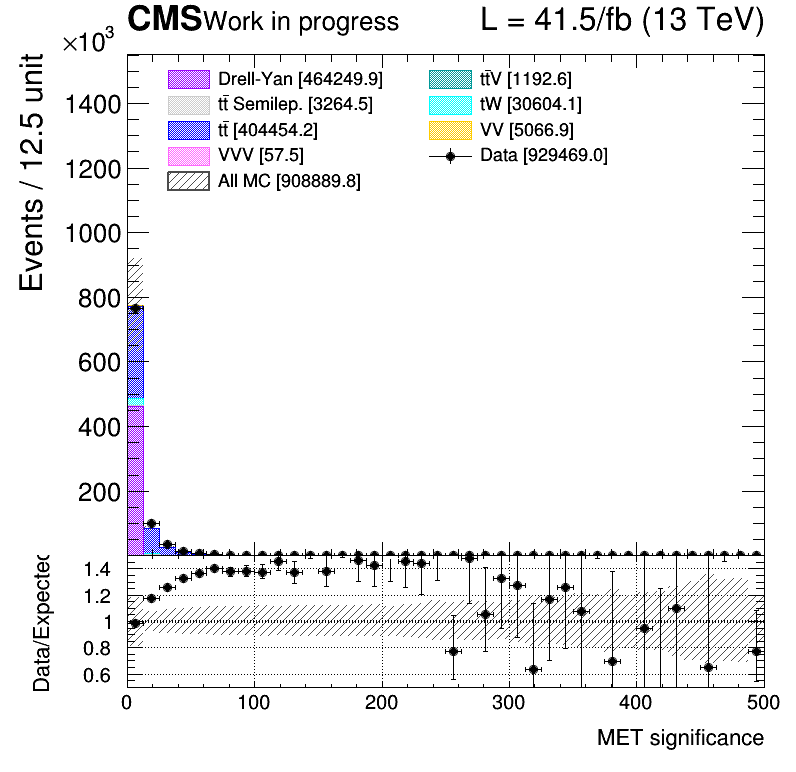 CMS Work in progress L = 41.5/fb (13 TeV)
×10³
Events / 12.5 unit
Drell-Yan [464249.9]
tt̄ Semilep. [3264.5]
tt̄ [404454.2]
VVV [57.5]
All MC [908889.8]
tt̄V [1192.6]
tW [30604.1]
VV [5066.9]
Data [929469.0]
1400
1200
1000
800
600
400
200
Data/Expected
1.4
1.2
1
0.8
0.6
0 100 200 300 400 500
MET significance